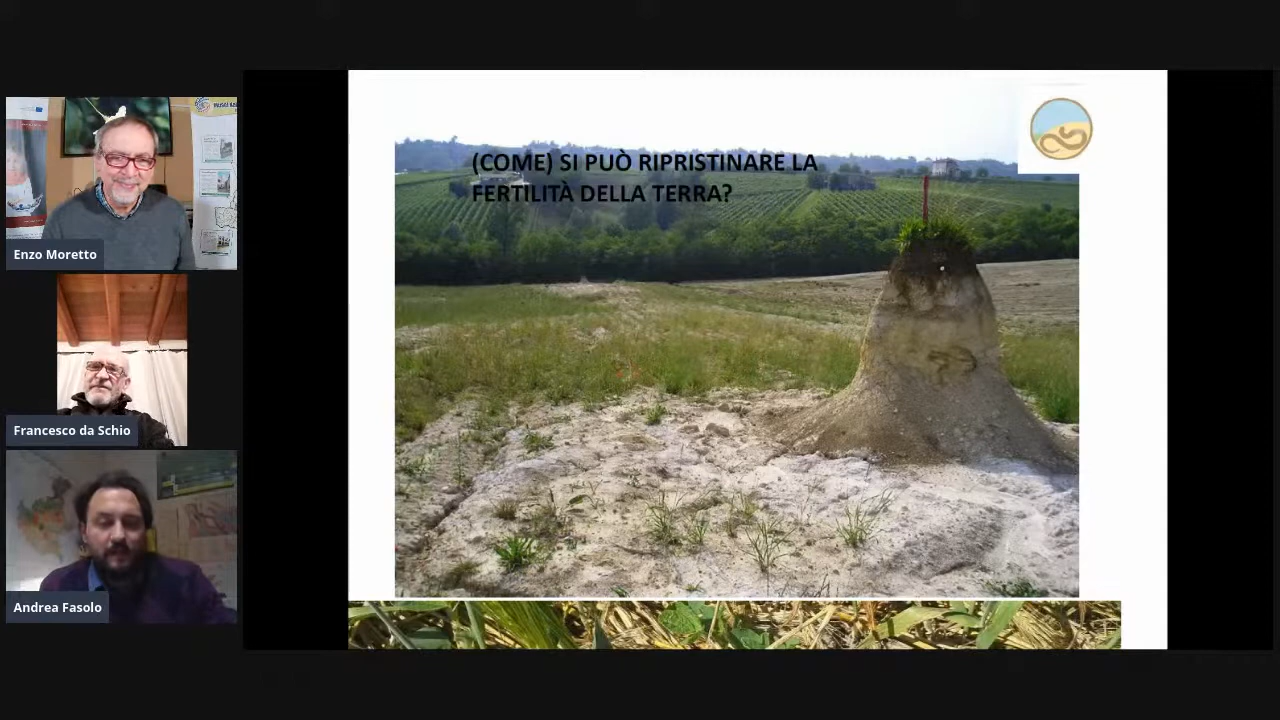 Enzo Moretto
Francesco da Schio
Andrea Fasolo
(COME) SI PUÒ RIPRISTINARE LA
FERTILITÀ DELLA TERRA?